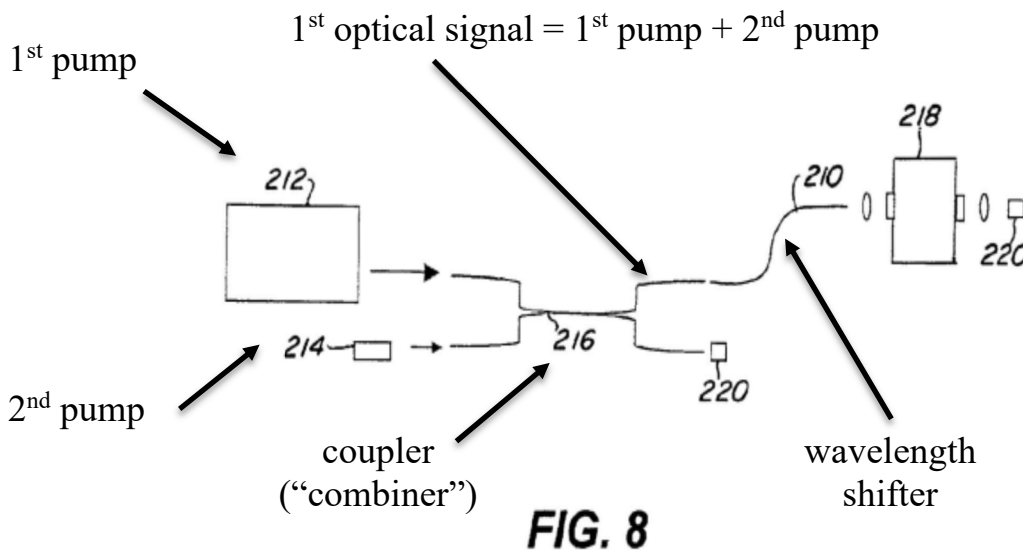 1st optical signal = 1st pump + 2nd pump
1st pump
218
212
210
220
214
216
220
2nd pump
coupler
(“combiner”)
wavelength
shifter
FIG. 8